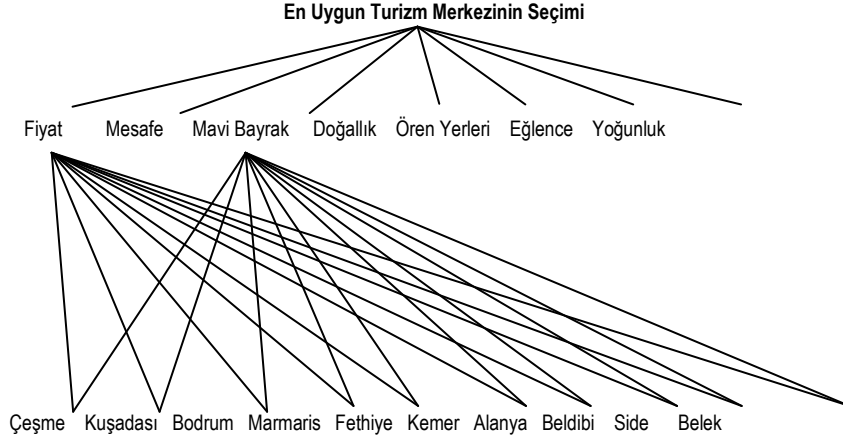 En Uygun Turizm Merkezinin Seçimi
Fiyat Mesafe Mavi Bayrak Doğallık Ören Yerleri Eğlence Yoğunluk
Çeşme Kuşadası Bodrum Marmaris Fethiye Kemer Alanya Beldibi Side Belek